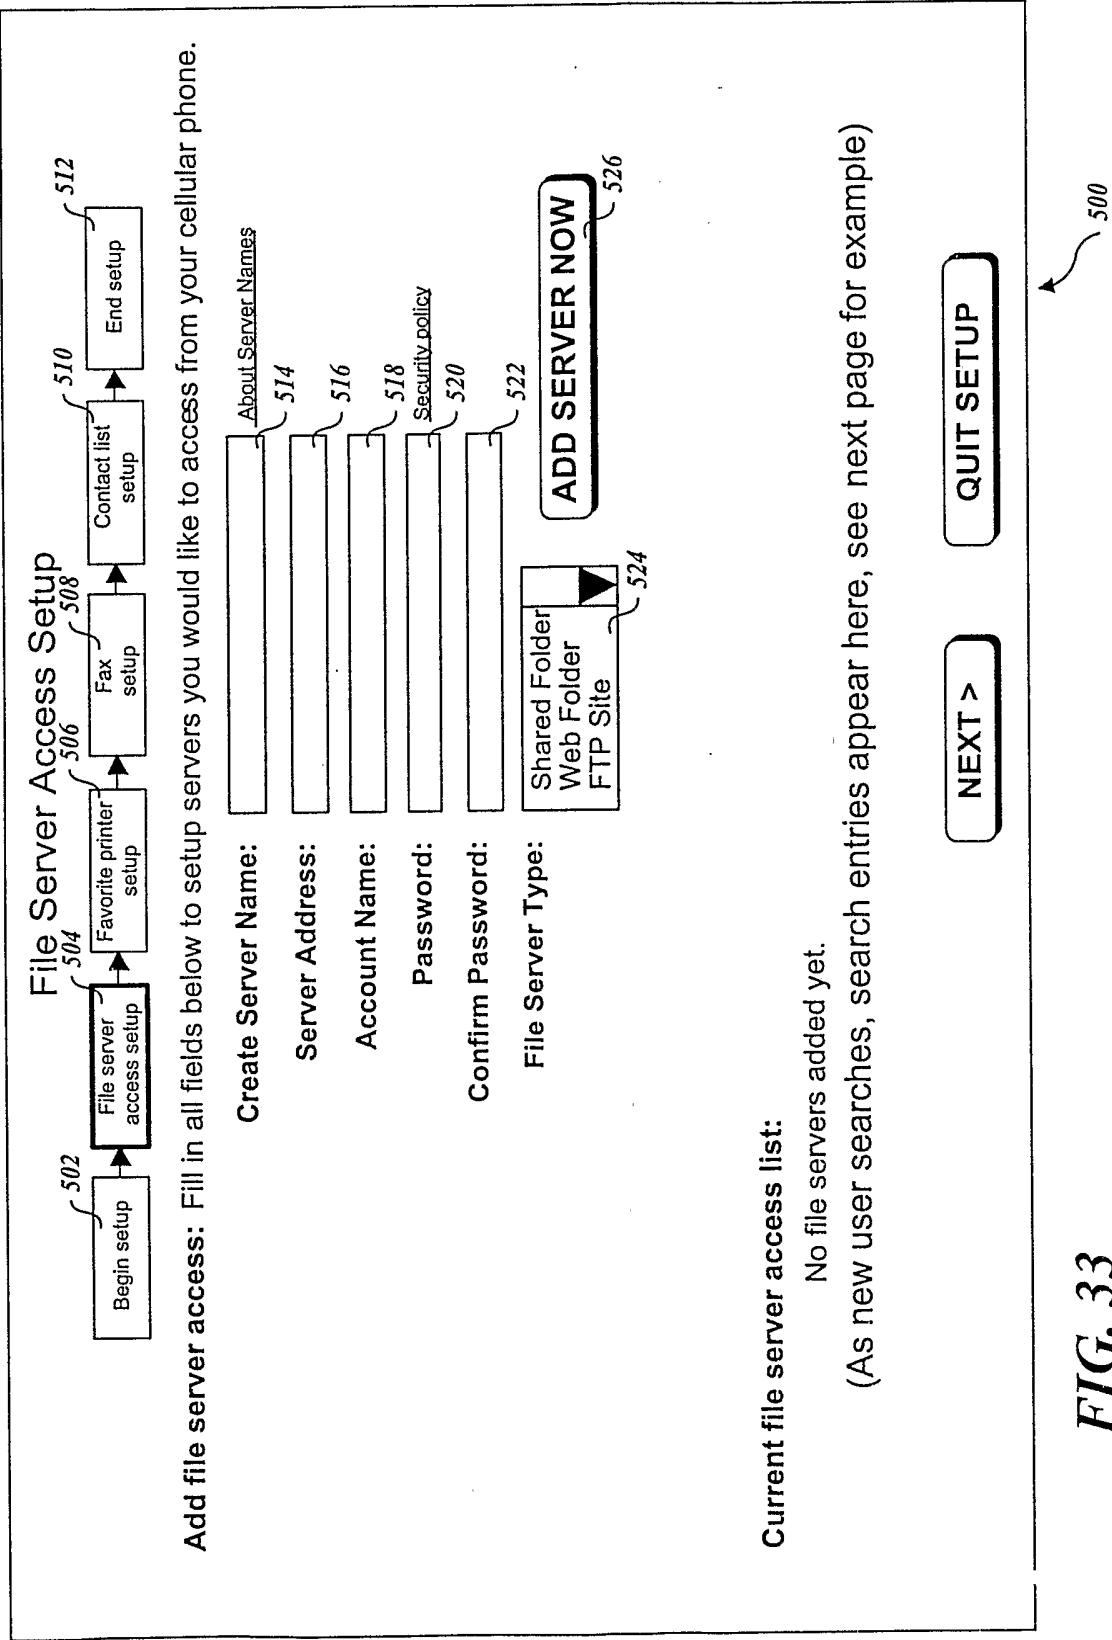 File Server Access Setup
502
504
506
508
510
512
Begin setup
File server
access setup
Favorite printer
setup
Fax
setup
Contact list
setup
End setup
Add file server access: Fill in all fields below to setup servers you would like to access from your cellular phone.
Create Server Name:
About Server Names
514
Server Address:
516
Account Name:
518
Password:
Security policy
520
Confirm Password:
522
File Server Type:
Shared Folder
Web Folder
FTP Site
524
ADD SERVER NOW
526
Current file server access list:
No file servers added yet.
(As new user searches, search entries appear here, see next page for example)
NEXT >
QUIT SETUP
500
FIG. 33